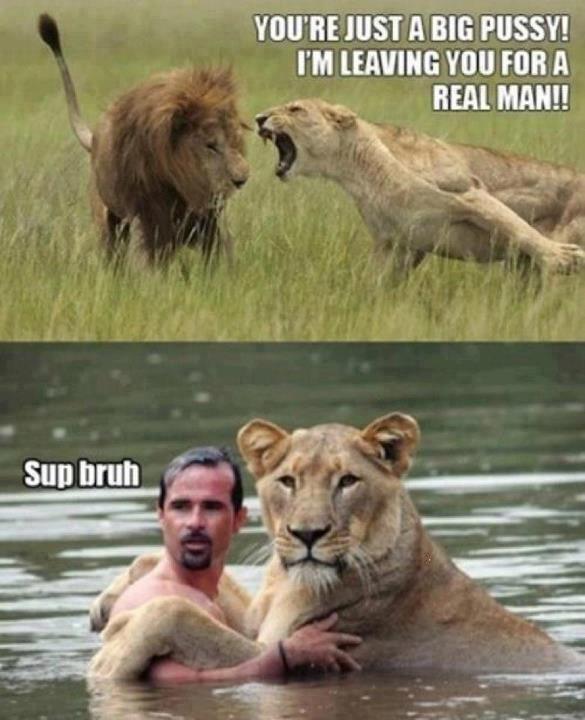 YOU'RE JUST A BIG PUSSY!
I'M LEAVING YOU FOR A
REAL MAN!!
Sup bruh